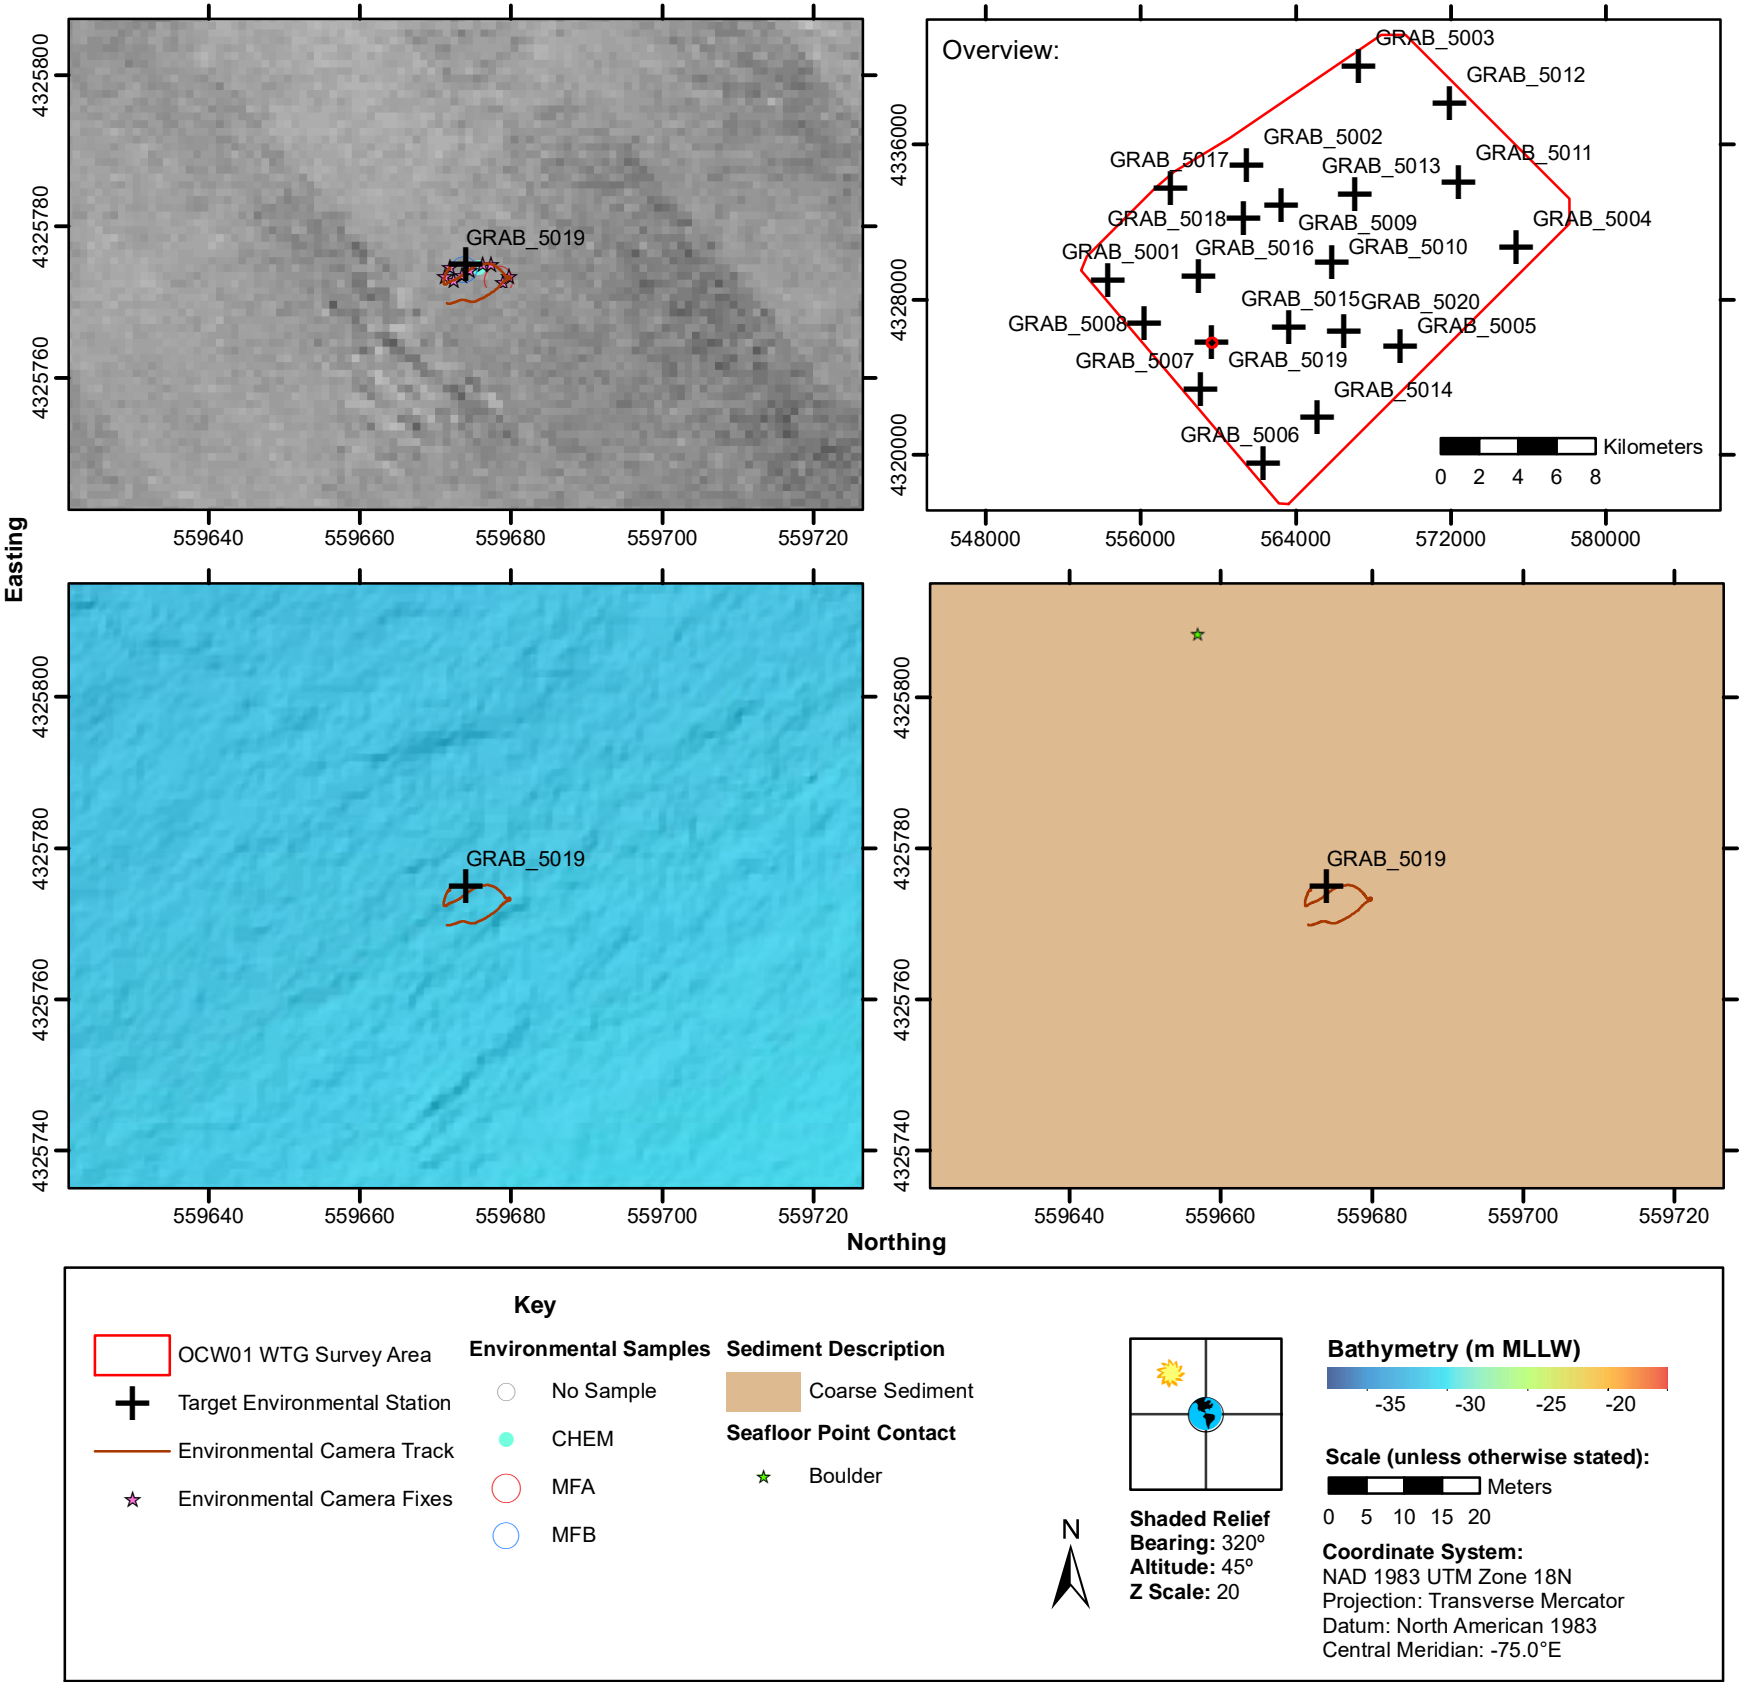 4325800
4325780
4325760
GRAB_5019
559640
559660
559680
559700
559720
Overview:
GRAB_5003
GRAB_5012
GRAB_5002
GRAB_5011
GRAB_5017
GRAB_5013
GRAB_5018
GRAB_5009
GRAB_5004
GRAB_5001
GRAB_5016
GRAB_5010
GRAB_5015
GRAB_5020
GRAB_5008
GRAB_5005
GRAB_5007
GRAB_5019
GRAB_5014
GRAB_5006
4336000
4328000
4320000
Kilometers
0 2 4 6 8
548000
556000
564000
572000
580000
Easting
4325800
4325780
4325760
4325740
GRAB_5019
559640
559660
559680
559700
559720
4325800
4325780
4325760
4325740
GRAB_5019
559640
559660
559680
559700
559720
Northing
Key
OCW01 WTG Survey Area
Target Environmental Station
Environmental Camera Track
Environmental Camera Fixes
Environmental Samples
No Sample
CHEM
MFA
MFB
Sediment Description
Coarse Sediment
Seafloor Point Contact
Boulder
N
Shaded Relief
Bearing: 320º
Altitude: 45º
Z Scale: 20
Bathymetry (m MLLW)
-35 -30 -25 -20
Scale (unless otherwise stated):
Meters
0 5 10 15 20
Coordinate System:
NAD 1983 UTM Zone 18N
Projection: Transverse Mercator
Datum: North American 1983
Central Meridian: -75.0°E